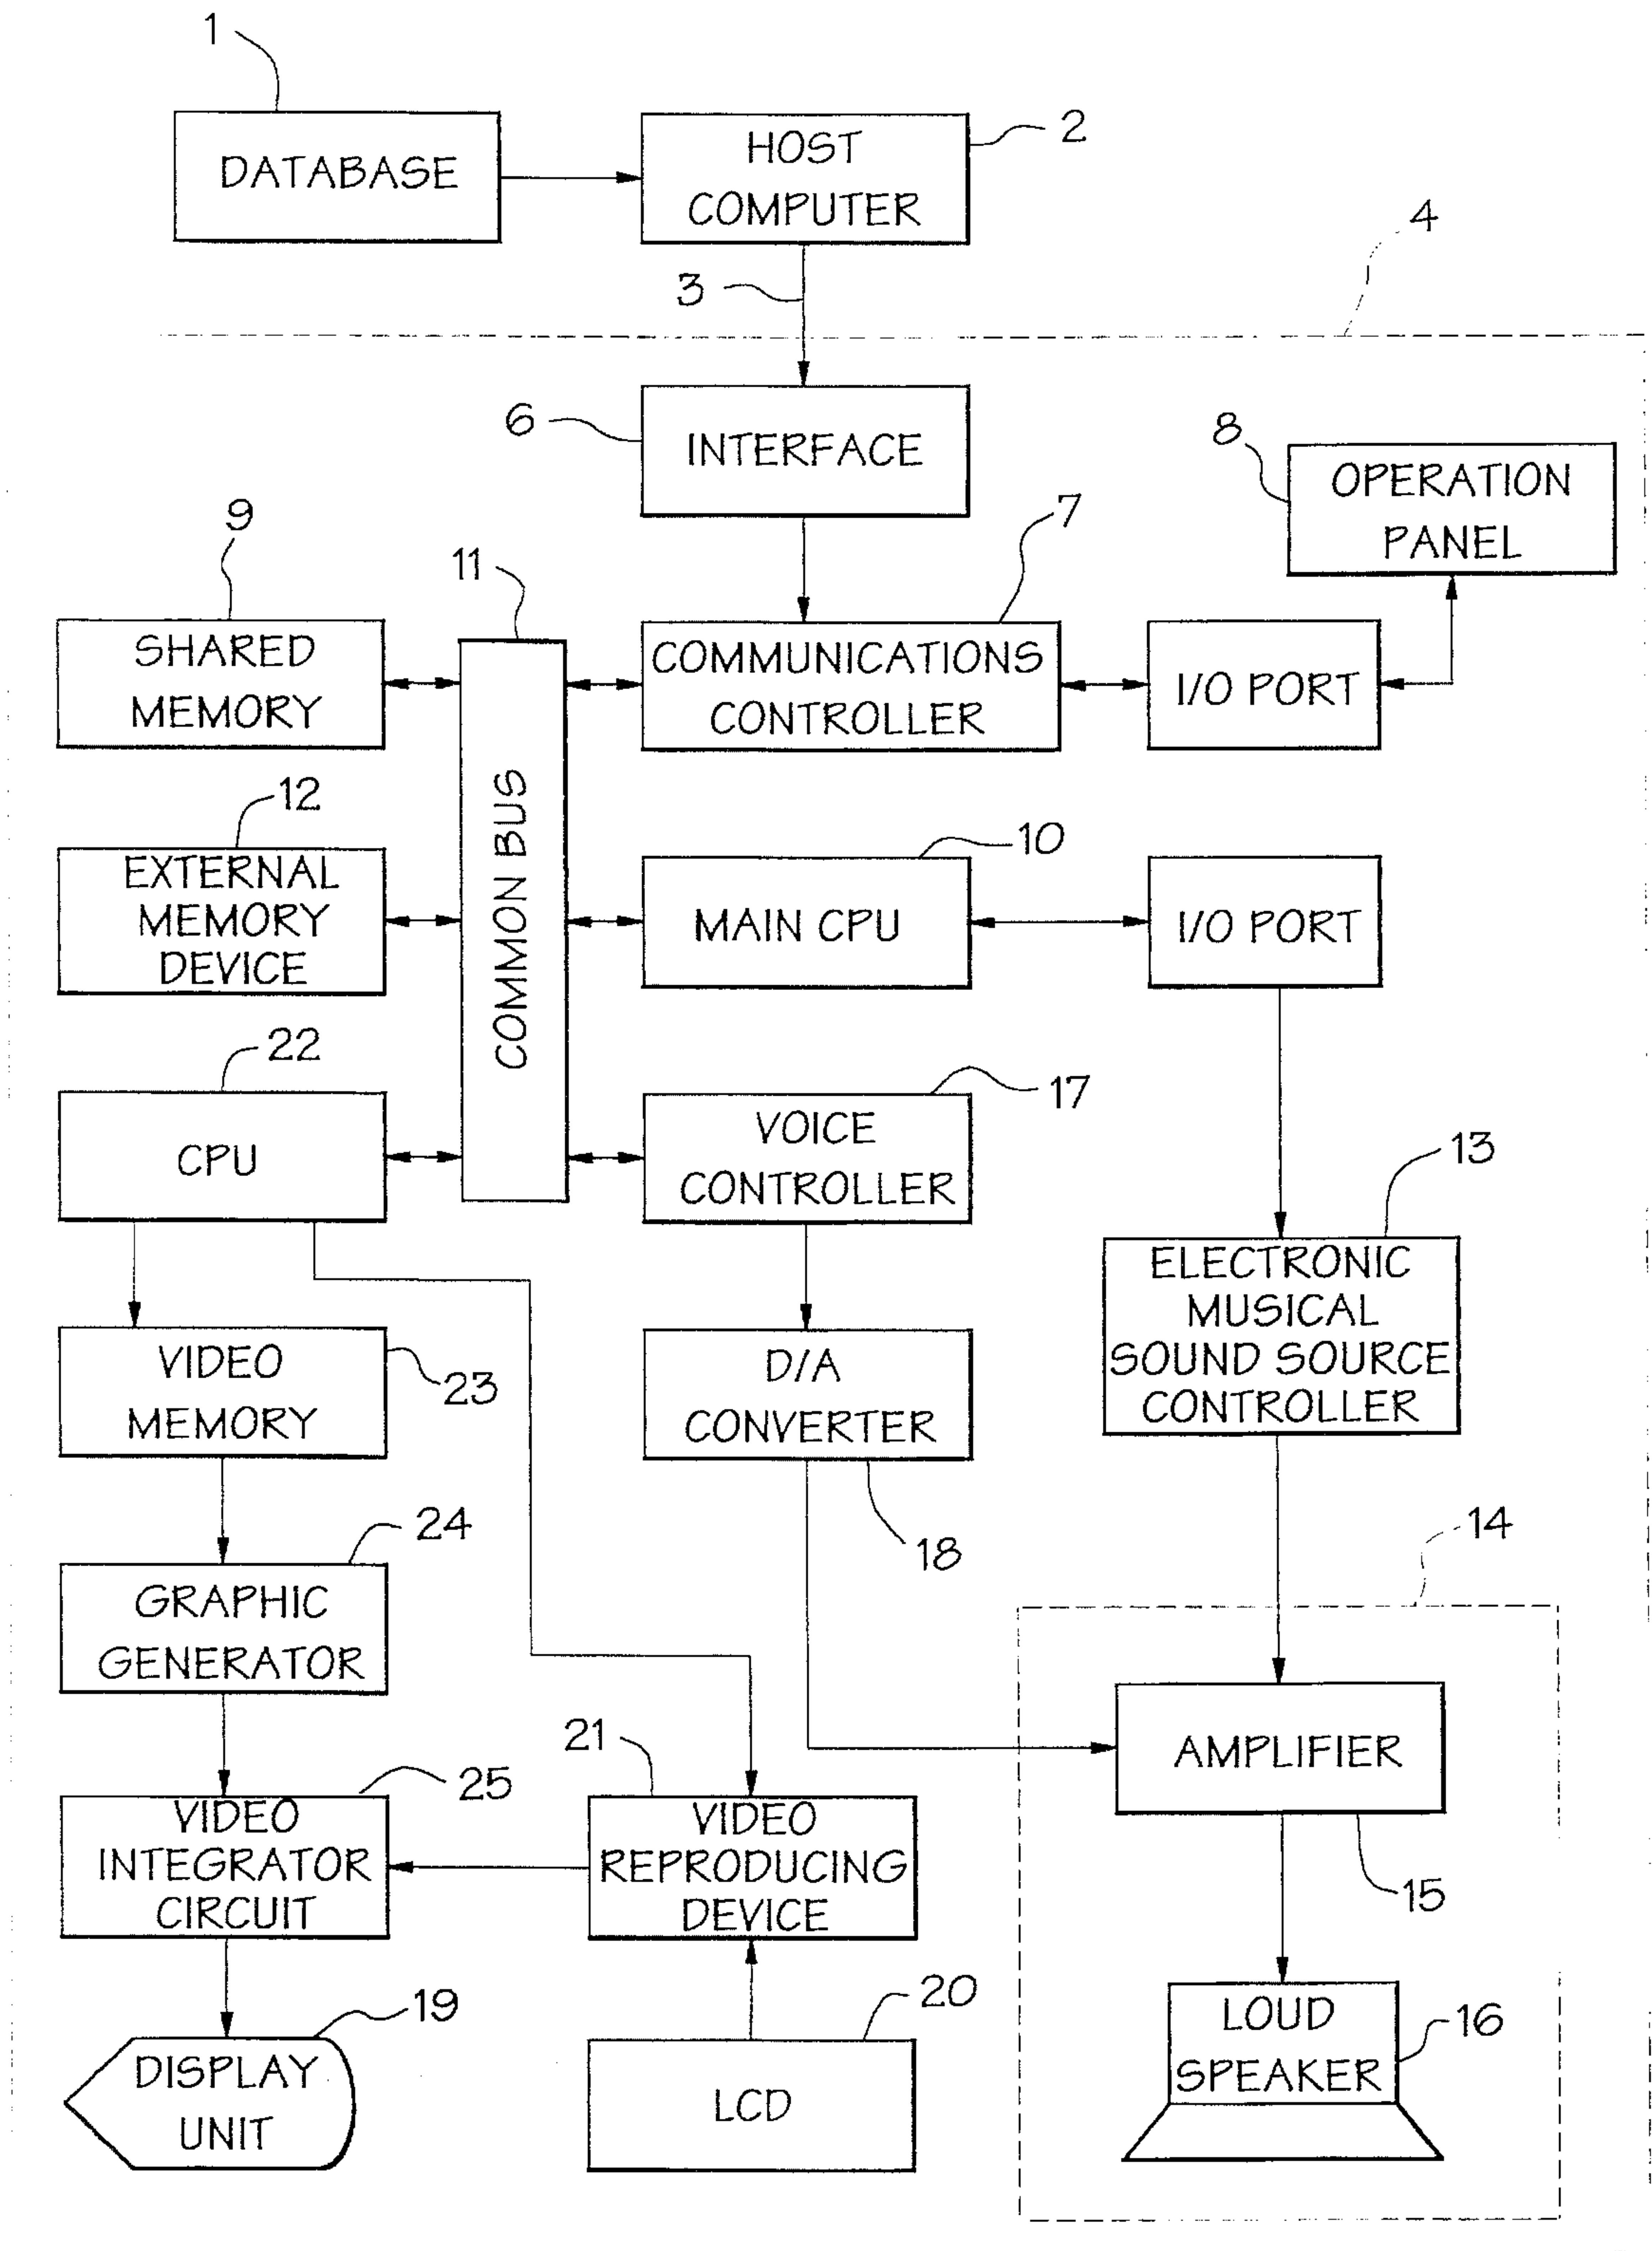 1
DATABASE
HOST
COMPUTER
2
3
4
6
INTERFACE
8
OPERATION
PANEL
9
SHARED
MEMORY
11
COMMON BUS
7
COMMUNICATIONS
CONTROLLER
I/O PORT
12
EXTERNAL
MEMORY
DEVICE
10
MAIN CPU
I/O PORT
22
CPU
17
VOICE
CONTROLLER
13
ELECTRONIC
MUSICAL
SOUND SOURCE
CONTROLLER
VIDEO
MEMORY
23
D/A
CONVERTER
18
24
GRAPHIC
GENERATOR
14
AMPLIFIER
15
25
VIDEO
INTEGRATOR
CIRCUIT
21
VIDEO
REPRODUCING
DEVICE
19
DISPLAY
UNIT
20
LCD
LOUD
SPEAKER
16